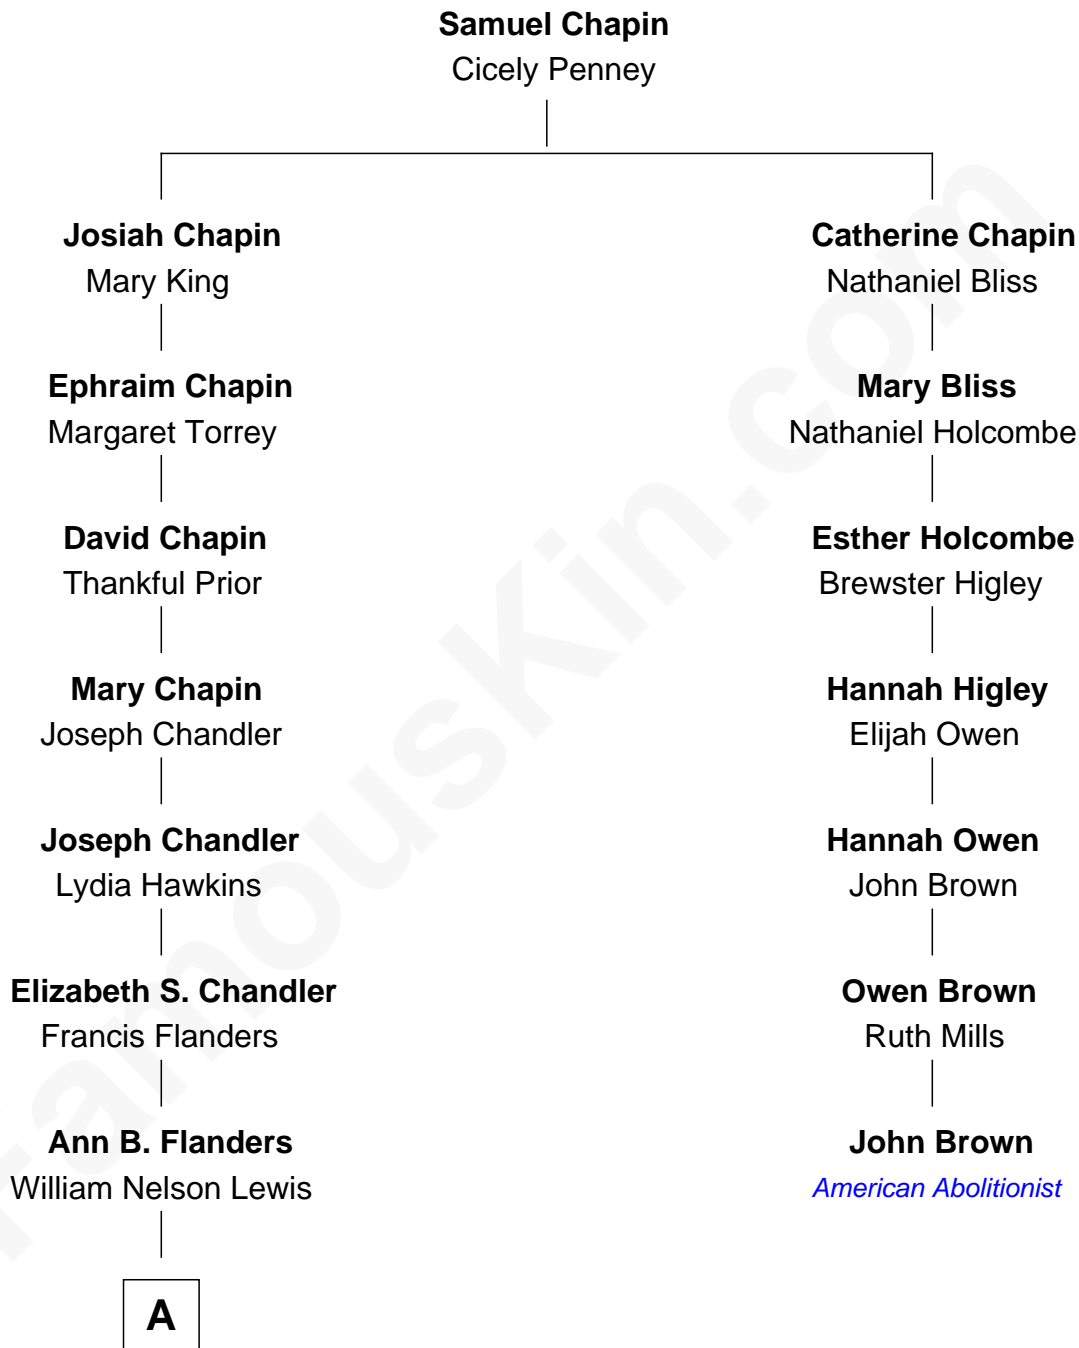 Samuel Chapin
Cicely Penney
Josiah Chapin
Mary King
Catherine Chapin
Nathaniel Bliss
Ephraim Chapin
Margaret Torrey
Mary Bliss
Nathaniel Holcombe
David Chapin
Thankful Prior
Esther Holcombe
Brewster Higley
Mary Chapin
Joseph Chandler
Hannah Higley
Elijah Owen
Joseph Chandler
Lydia Hawkins
Hannah Owen
John Brown
Elizabeth S. Chandler
Francis Flanders
Owen Brown
Ruth Mills
Ann B. Flanders
William Nelson Lewis
John Brown
American Abolitionist
A
FamousKin.com